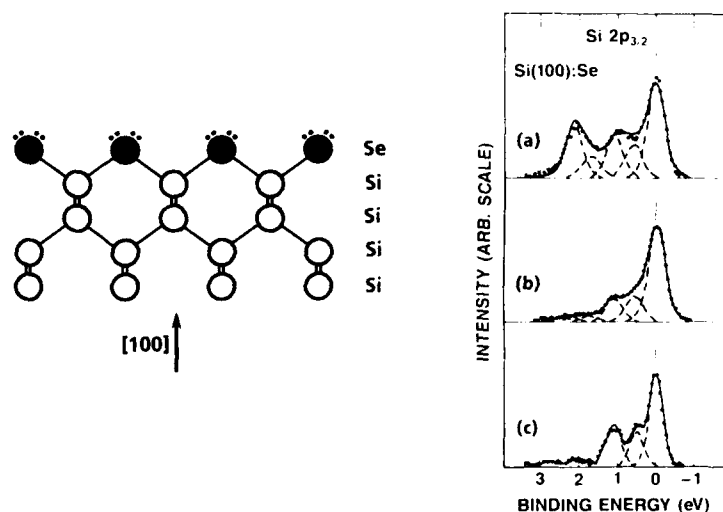 Se
Si
Si
Si
Si
[100]
Si 2p3/2
Si(100):Se
(a)
(b)
(c)
INTENSITY (ARB. SCALE)
3 2 1 0 -1
BINDING ENERGY (eV)